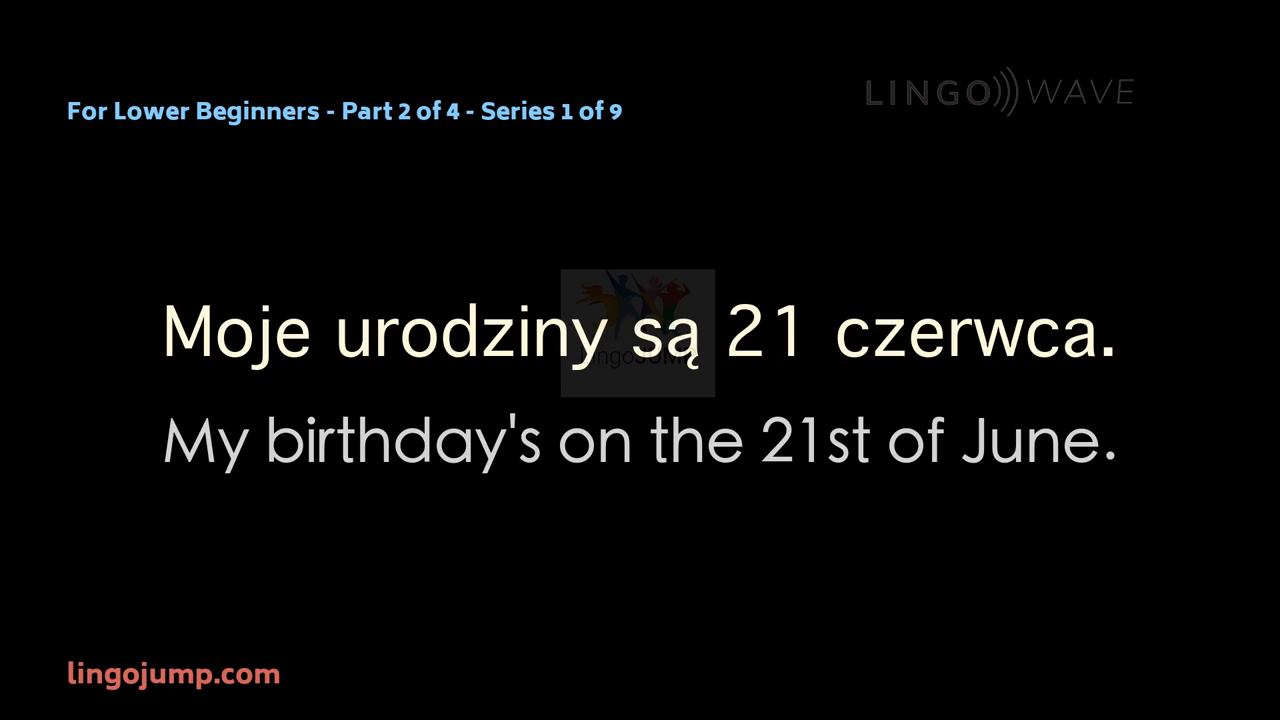 For Lower Beginners - Part 2 of 4 - Series 1 of 9
LINGO WAVE
Moje urodziny są 21 czerwca.
LingoJUMP
My birthday's on the 21st of June.
lingojump.com